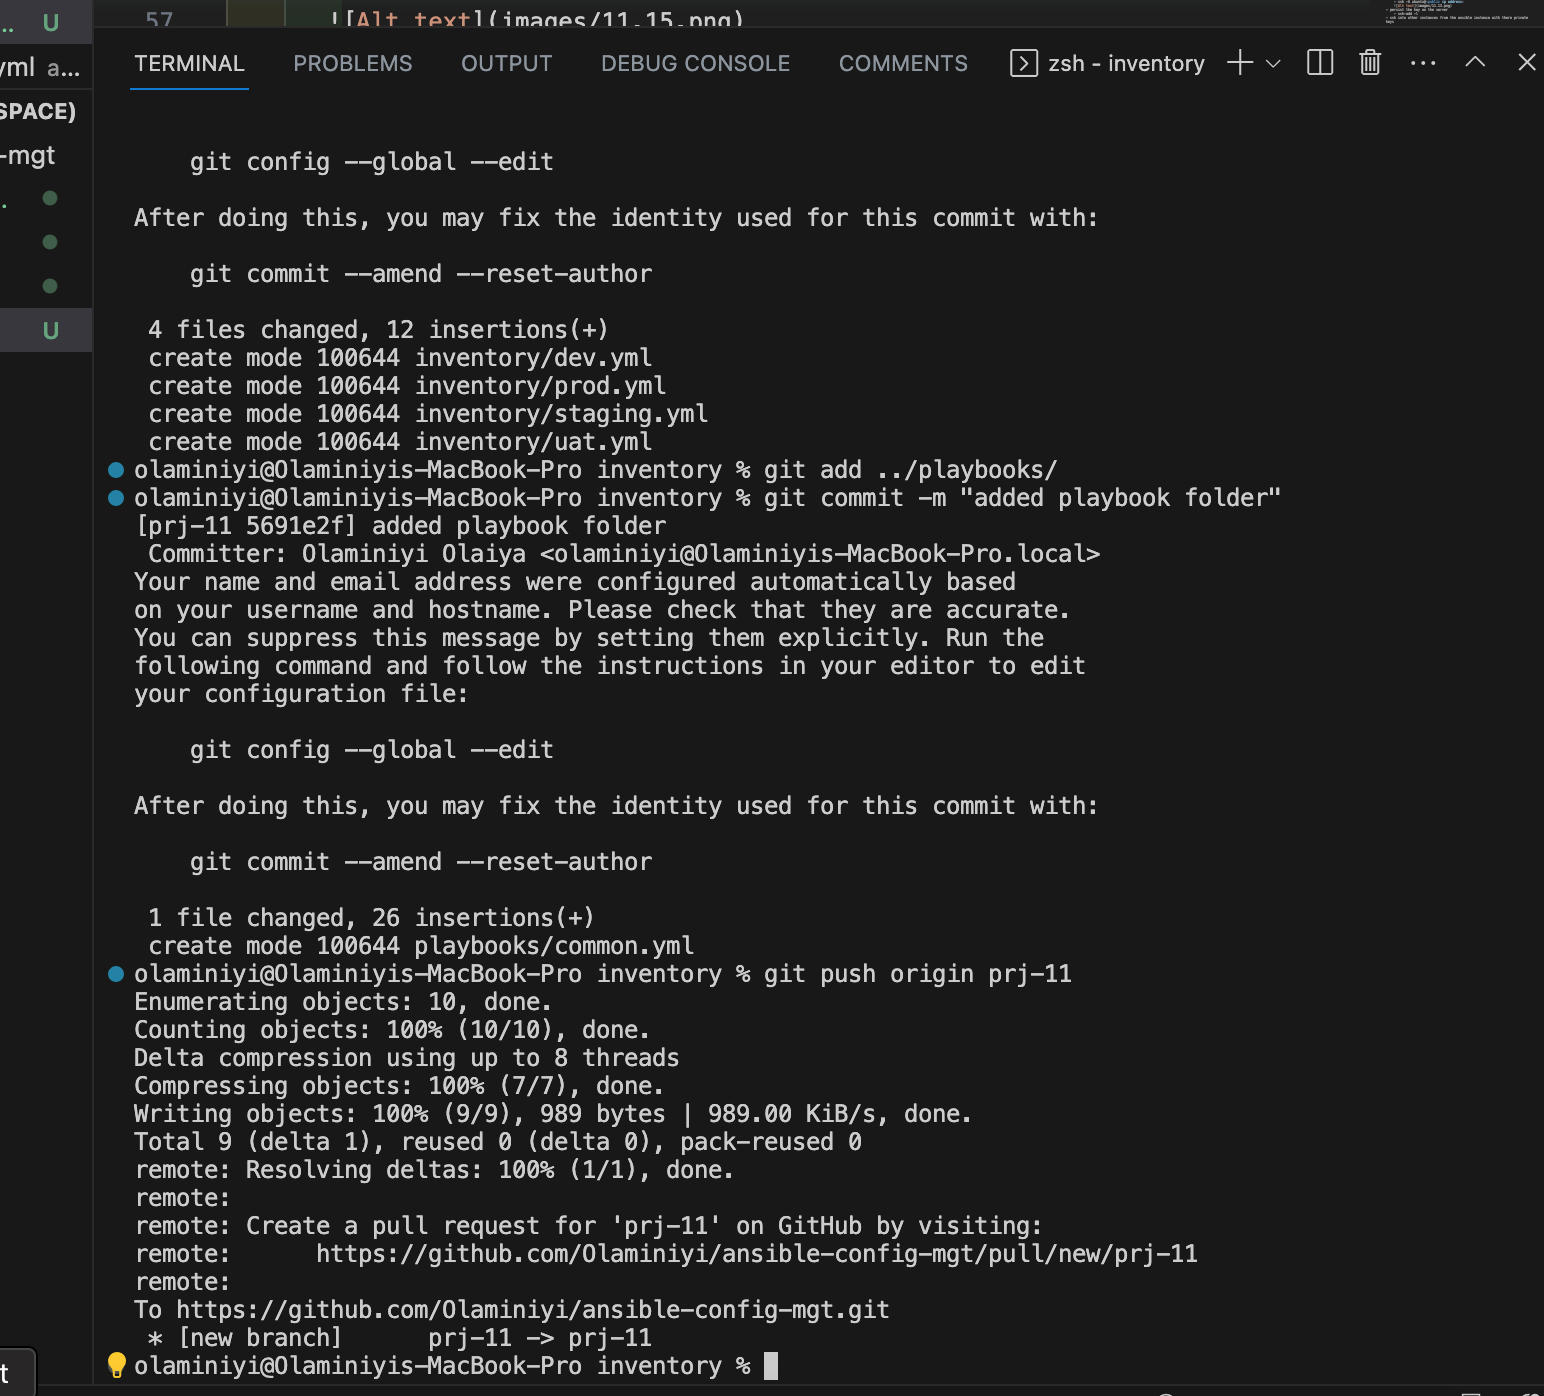 .. U
57 ![Alt text](images/11.15.png)
yml a...
TERMINAL PROBLEMS OUTPUT DEBUG CONSOLE COMMENTS zsh - inventory
SPACE)
-mgt
U
git config --global --edit
After doing this, you may fix the identity used for this commit with:
git commit --amend --reset-author
4 files changed, 12 insertions(+)
create mode 100644 inventory/dev.yml
create mode 100644 inventory/prod.yml
create mode 100644 inventory/staging.yml
create mode 100644 inventory/uat.yml
olaminiyi@Olaminiyis-MacBook-Pro inventory % git add ../playbooks/
olaminiyi@Olaminiyis-MacBook-Pro inventory % git commit -m "added playbook folder"
[prj-11 5691e2f] added playbook folder
Committer: Olaminiyi Olaiya <olaminiyi@Olaminiyis-MacBook-Pro.local>
Your name and email address were configured automatically based
on your username and hostname. Please check that they are accurate.
You can suppress this message by setting them explicitly. Run the
following command and follow the instructions in your editor to edit
your configuration file:
git config --global --edit
After doing this, you may fix the identity used for this commit with:
git commit --amend --reset-author
1 file changed, 26 insertions(+)
create mode 100644 playbooks/common.yml
olaminiyi@Olaminiyis-MacBook-Pro inventory % git push origin prj-11
Enumerating objects: 10, done.
Counting objects: 100% (10/10), done.
Delta compression using up to 8 threads
Compressing objects: 100% (7/7), done.
Writing objects: 100% (9/9), 989 bytes | 989.00 KiB/s, done.
Total 9 (delta 1), reused 0 (delta 0), pack-reused 0
remote: Resolving deltas: 100% (1/1), done.
remote:
remote: Create a pull request for 'prj-11' on GitHub by visiting:
remote: https://github.com/Olaminiyi/ansible-config-mgt/pull/new/prj-11
remote:
To https://github.com/Olaminiyi/ansible-config-mgt.git
* [new branch] prj-11 -> prj-11
olaminiyi@Olaminiyis-MacBook-Pro inventory %
t